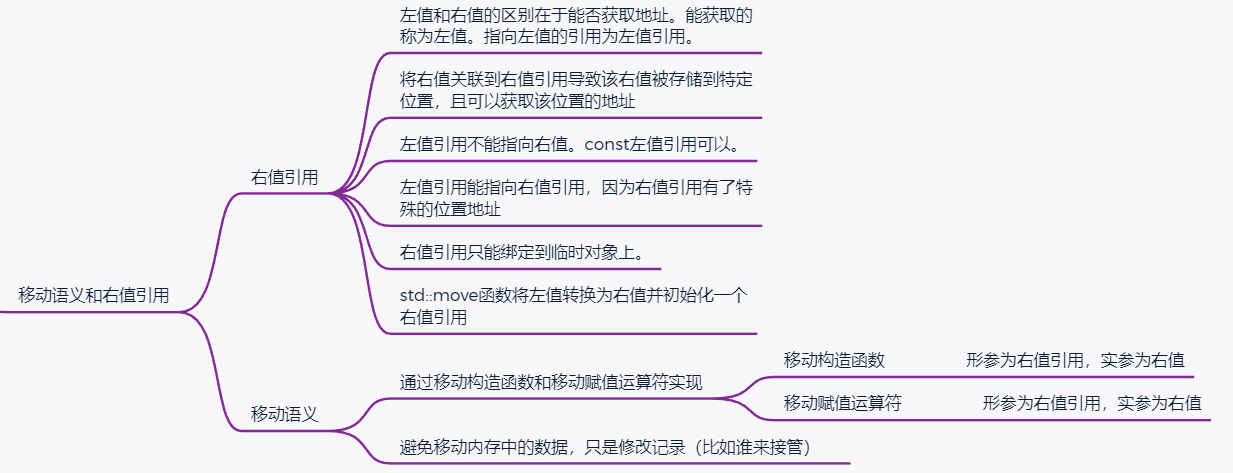 左值和右值的区别在于能否获取地址。能获取的
称为左值。指向左值的引用为左值引用。
将右值关联到右值引用导致该右值被存储到特定
位置，且可以获取该位置的地址
左值引用不能指向右值。const左值引用可以。
右值引用
左值引用能指向右值引用，因为右值引用有了特
殊的位置地址
右值引用只能绑定到临时对象上。
移动语义和右值引用
std::move函数将左值转换为右值并初始化一个
右值引用
移动构造函数 形参为右值引用，实参为右值
通过移动构造函数和移动赋值运算符实现
移动赋值运算符 形参为右值引用，实参为右值
移动语义
避免移动内存中的数据，只是修改记录（比如谁来接管）